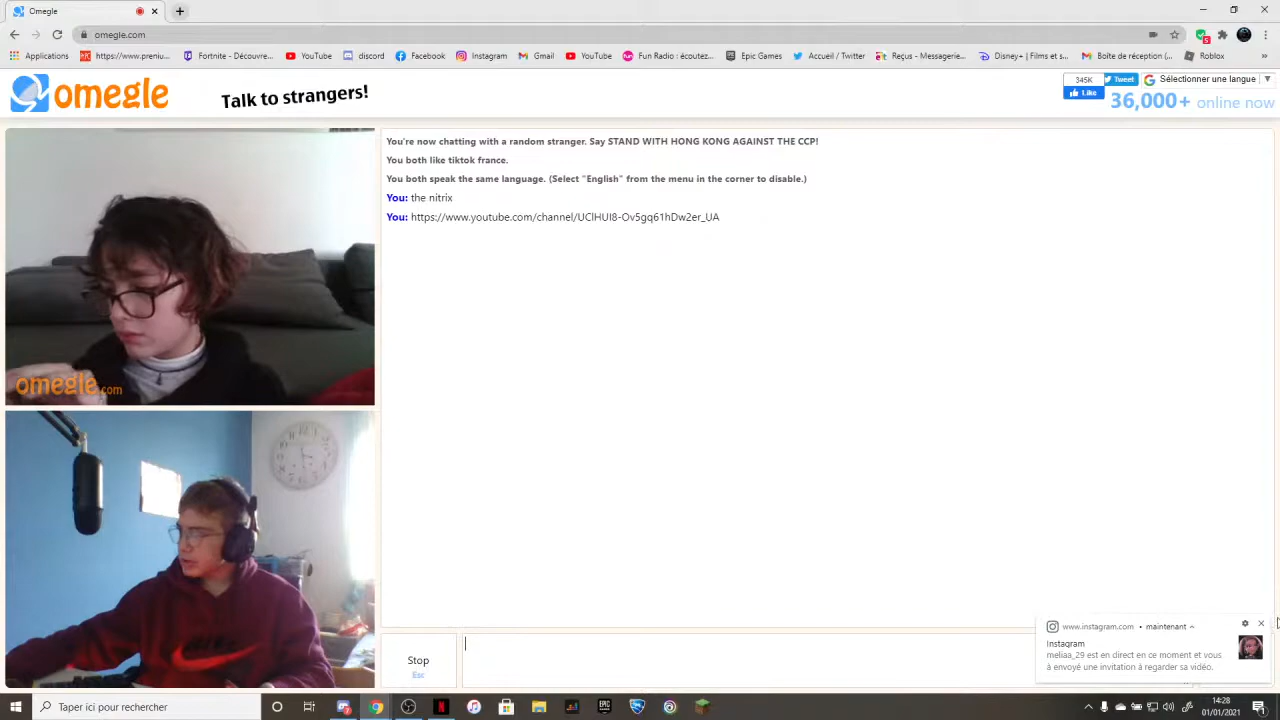 Omegle
omegle.com
Applications
https://www.preniu...
Fortnite - Découve...
YouTube
discord
Facebook
Instagram
Gmail
YouTube
Fun Radio : écoutez...
Epic Games
Accueil / Twitter
Reçus - Messagerie...
Disney+ | Films et s...
Boîte de réception (...
Roblox
omegle
Talk to strangers!
345K
Tweet
Like
Sélectionner une langue
36,000+ online now
You're now chatting with a random stranger. Say STAND WITH HONG KONG AGAINST THE CCP!
You both like tiktok france.
You both speak the same language. (Select "English" from the menu in the corner to disable.)
You: the nitrix
You: https://www.youtube.com/channel/UClHUI8-Ov5gq61hDw2er_UA
omegle.com
Stop
Esc
www.instagram.com • maintenant
Instagram
meliaa_29 est en direct en ce moment et vous
à envoyé une invitation à regarder sa vidéo.
Taper ici pour rechercher
14:28
01/01/2021